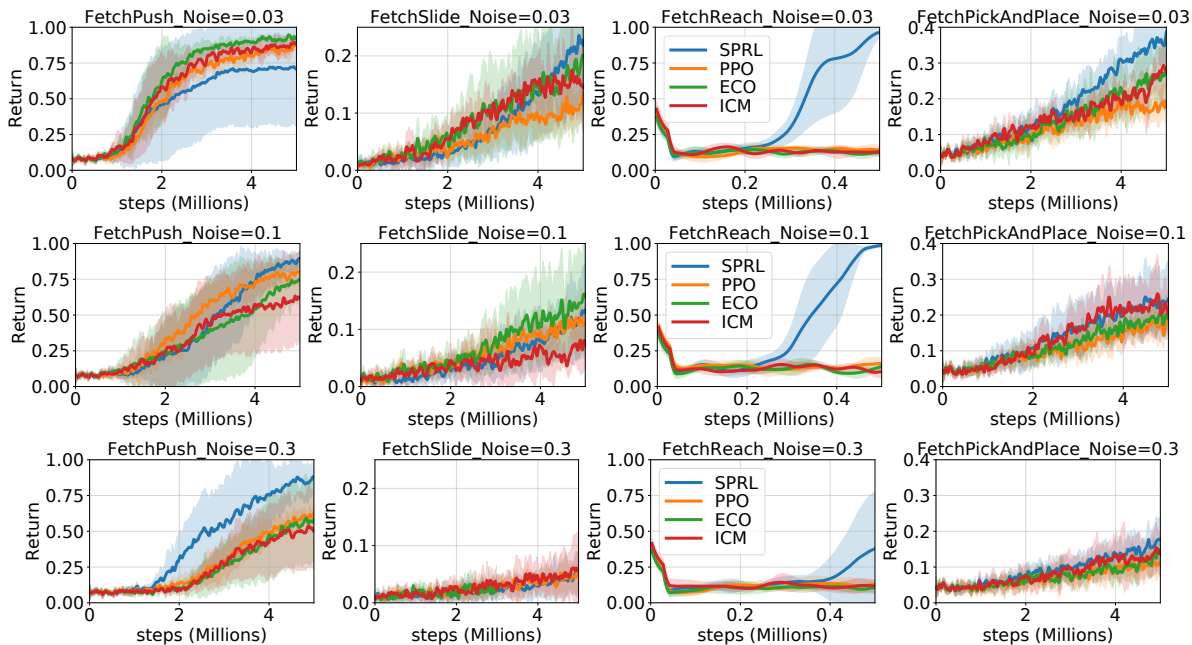 FetchPush_Noise=0.03
Return
1.00
0.75
0.50
0.25
0.00
0 2 4
steps (Millions)
FetchSlide_Noise=0.03
Return
0.2
0.1
0.0
0 2 4
steps (Millions)
FetchReach_Noise=0.03
Return
1.00
0.75
0.50
0.25
0.00
SPRL
PPO
ECO
ICM
0 0.2 0.4
steps (Millions)
FetchPickAndPlace_Noise=0.03
Return
0.4
0.3
0.2
0.1
0.0
0 2 4
steps (Millions)
FetchPush_Noise=0.1
Return
1.00
0.75
0.50
0.25
0.00
0 2 4
steps (Millions)
FetchSlide_Noise=0.1
Return
0.2
0.1
0.0
0 2 4
steps (Millions)
FetchReach_Noise=0.1
Return
1.00
0.75
0.50
0.25
0.00
SPRL
PPO
ECO
ICM
0 0.2 0.4
steps (Millions)
FetchPickAndPlace_Noise=0.1
Return
0.4
0.3
0.2
0.1
0.0
0 2 4
steps (Millions)
FetchPush_Noise=0.3
Return
1.00
0.75
0.50
0.25
0.00
0 2 4
steps (Millions)
FetchSlide_Noise=0.3
Return
0.2
0.1
0.0
0 2 4
steps (Millions)
FetchReach_Noise=0.3
Return
1.00
0.75
0.50
0.25
0.00
SPRL
PPO
ECO
ICM
0 0.2 0.4
steps (Millions)
FetchPickAndPlace_Noise=0.3
Return
0.4
0.3
0.2
0.1
0.0
0 2 4
steps (Millions)